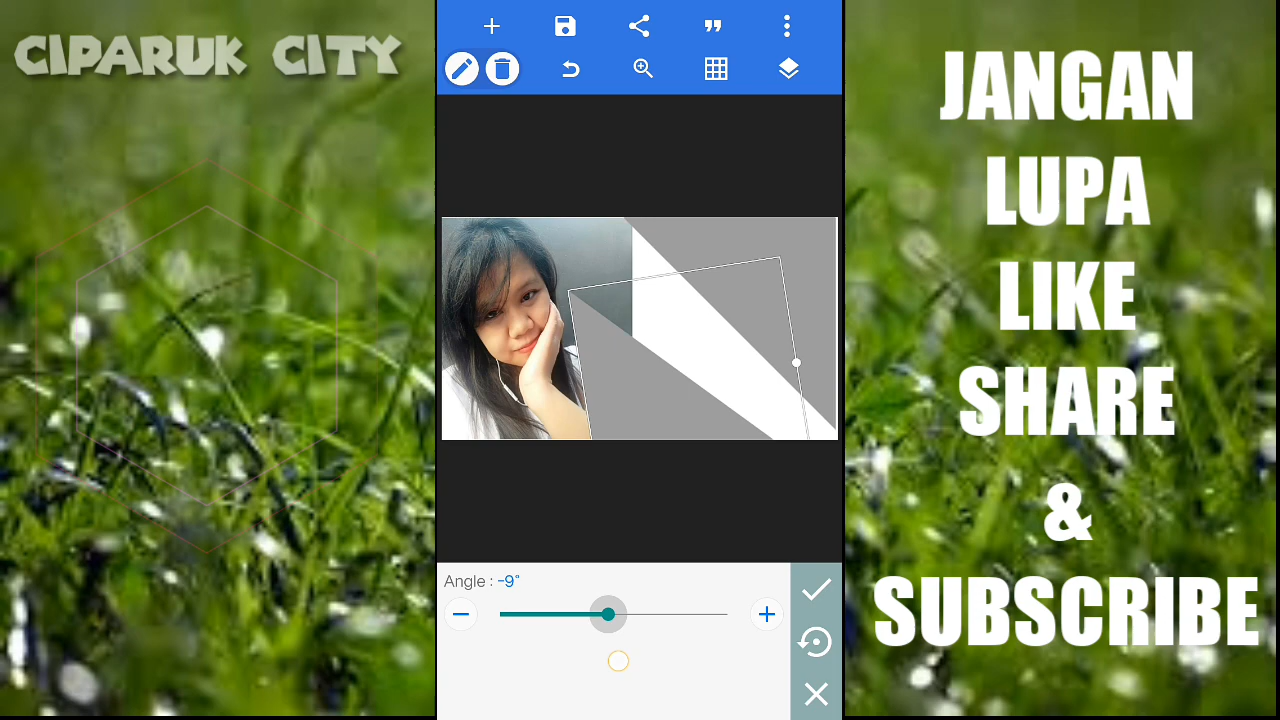 CIPARUK CITY
Angle : -9°
JANGAN
LUPA
LIKE
SHARE
&
SUBSCRIBE